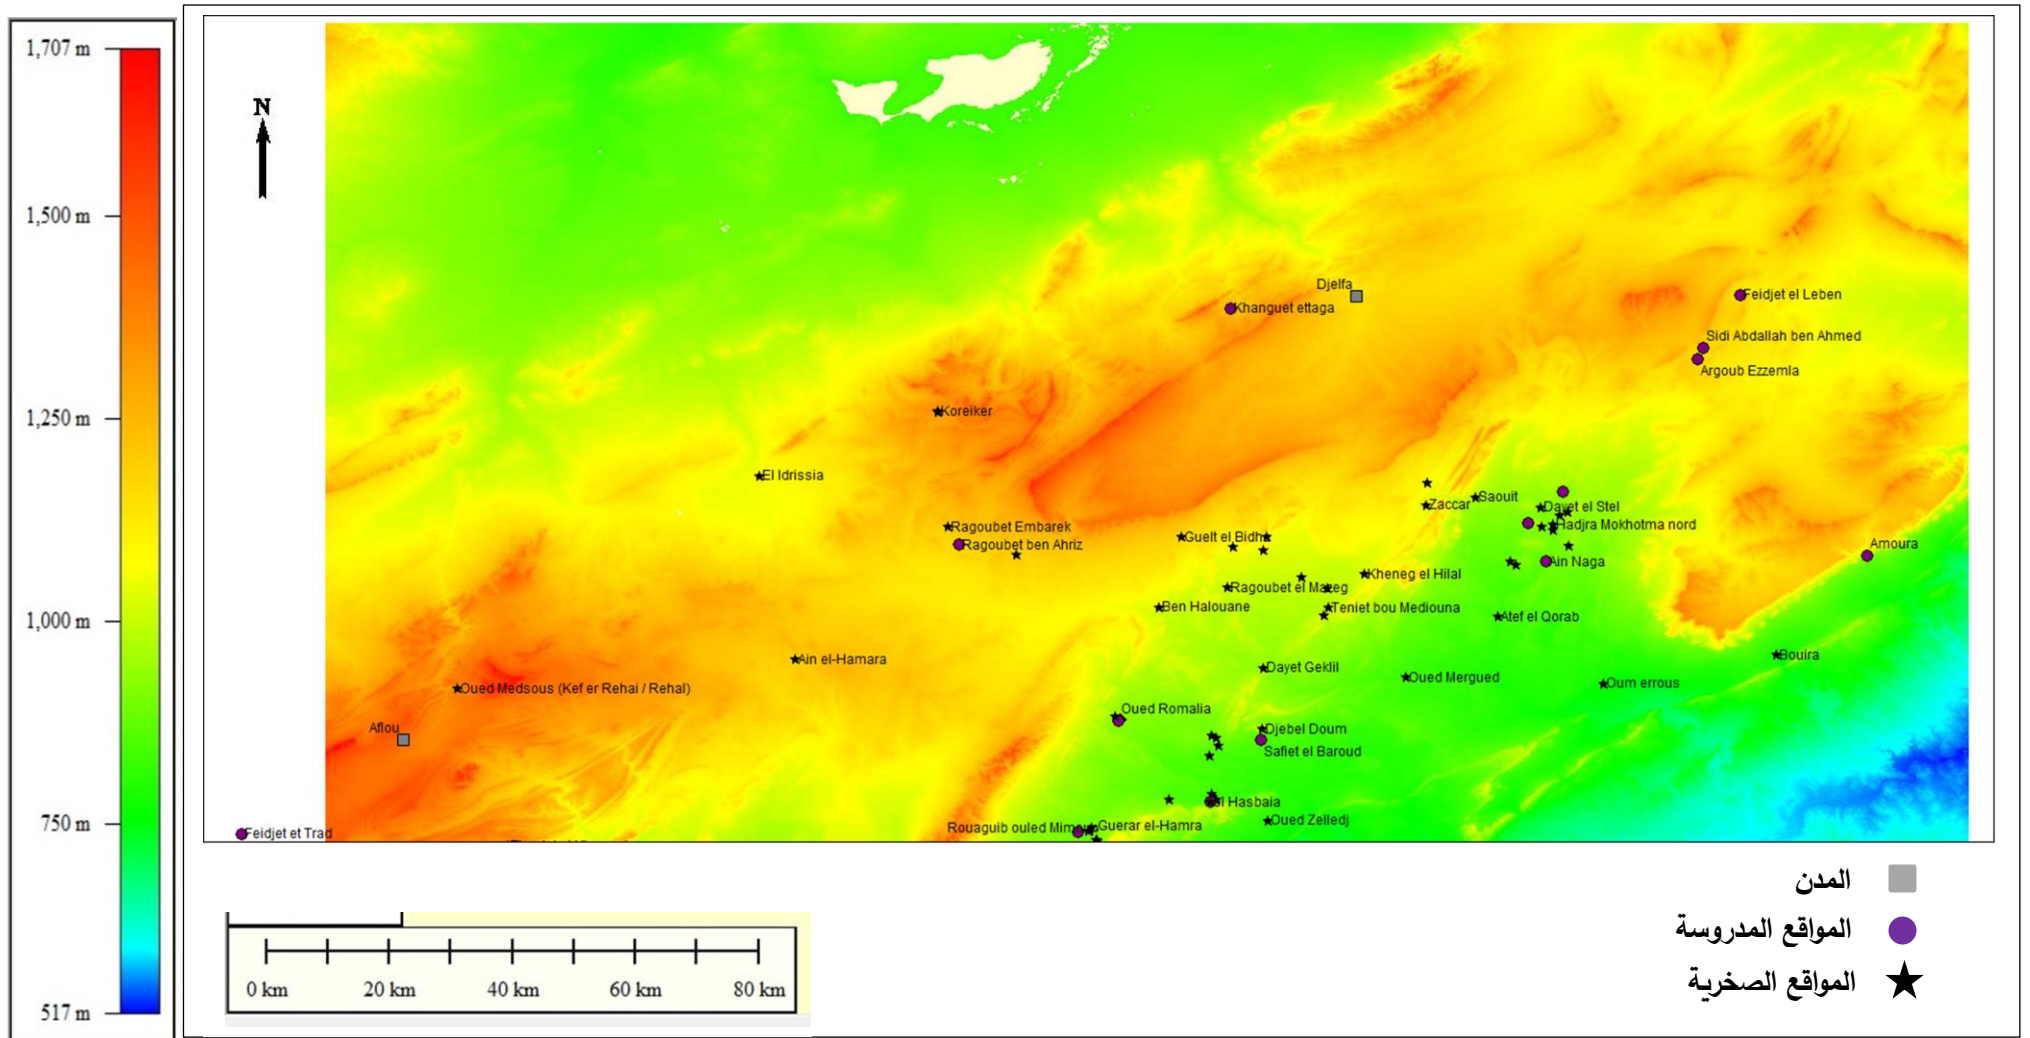 1,707 m
1,500 m
1,250 m
1,000 m
750 m
517 m
N
Djelfa
Khanguet ettaga
Feidjet el Leben
Sidi Abdallah ben Ahmed
Argoub Ezzemla
Koreiker
El Idrissia
Zaccar
Saouit
Dayet el Stel
Hadjra Mokhotma nord
Ragoubet Embarek
Ragoubet ben Ahriz
Guelt el Bidha
Amoura
Ain Naga
Kheneg el Hilal
Ragoubet el Mareg
Ben Halouane
Teniet bou Mediouna
Atef el Qorab
Ain el-Hamara
Dayet Geklil
Oued Mergued
Bouira
Oum errous
Oued Medsous (Kef er Rehai / Rehal)
Oued Romalia
Aflou
Djebel Doum
Safiet el Baroud
Hasbaia
Oued Zelledj
Rouaguib ouled
Guerar el-Hamra
Feidjet et Trad
المدن
المواقع المدروسة
المواقع الصخرية
0 km
20 km
40 km
60 km
80 km